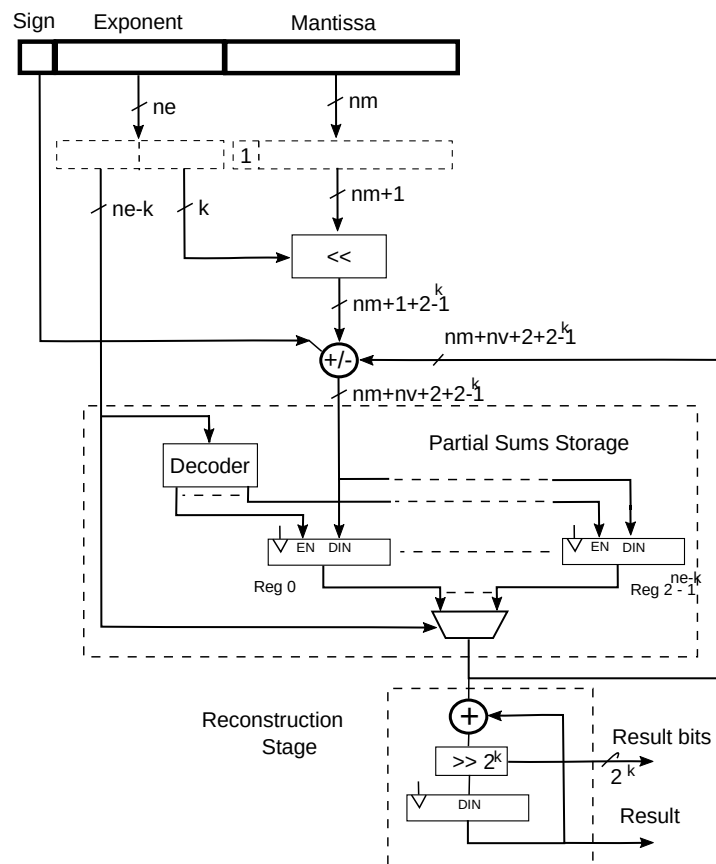 Sign Exponent Mantissa
ne nm
1
ne-k k nm+1
<<
nm+1+2-1 k
nm+nv+2+2-1 k
+/-
nm+nv+2+2-1 k
Partial Sums Storage
Decoder
EN DIN EN DIN
Reg 0 Reg 2 - 1 ne-k
+
Reconstruction
Stage
Result bits
>> 2 k
2 k
DIN
Result